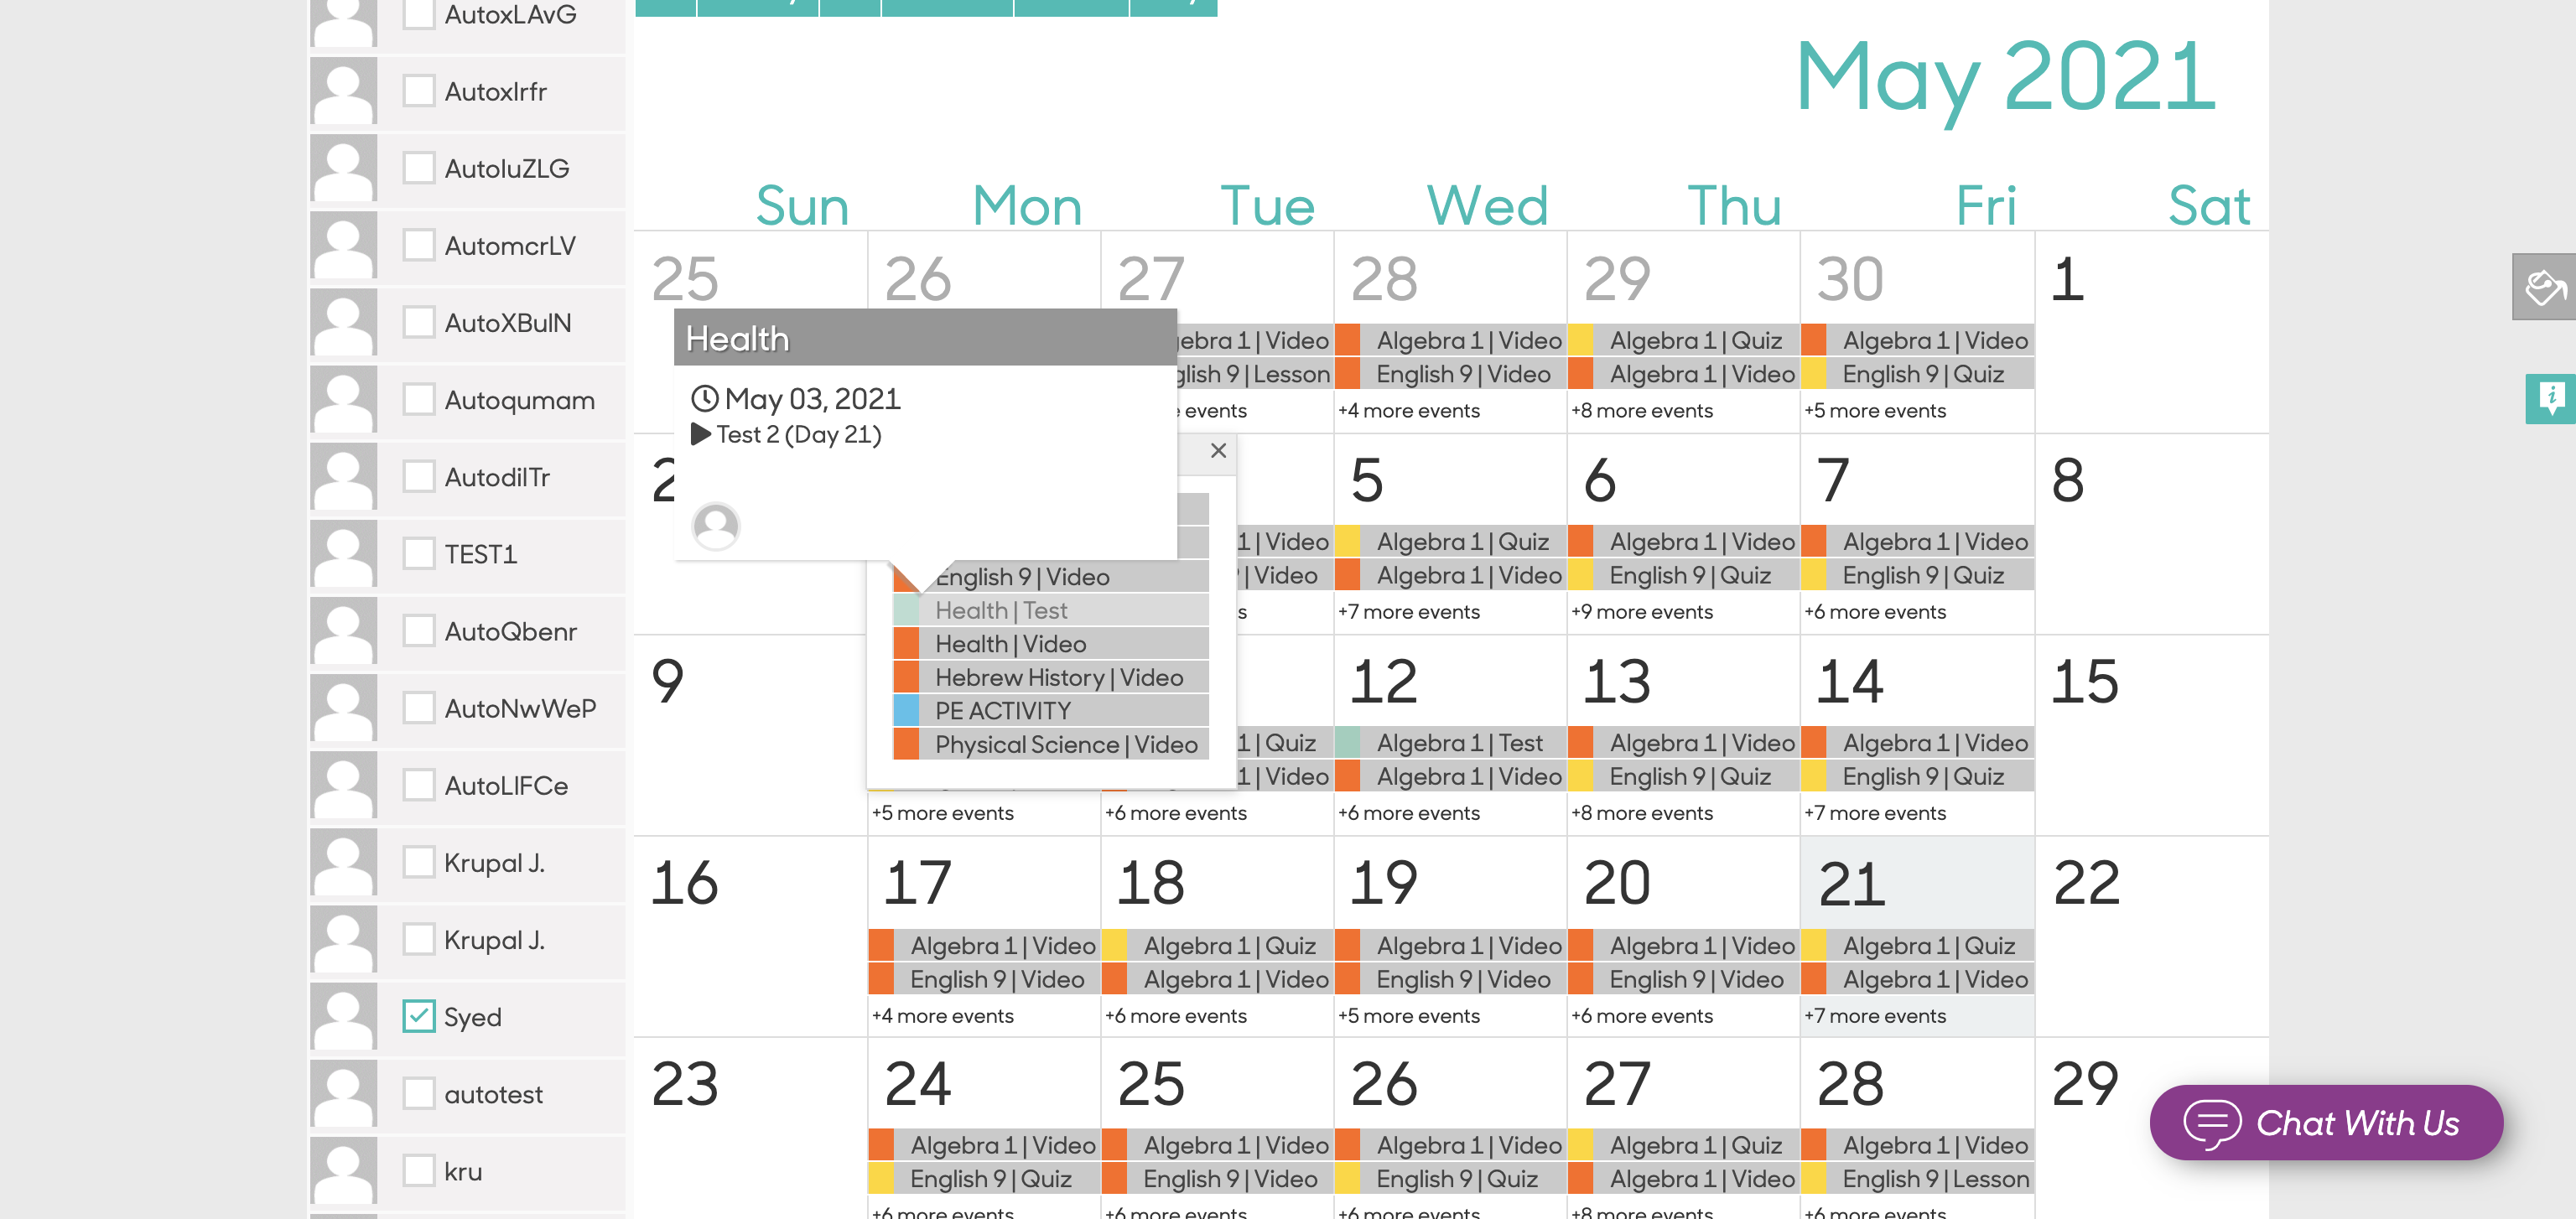 AutoxLAvG
AutoxIrfr
AutoIuZLG
AutomcrLV
AutoXBuIN
Autoqumam
AutodilTr
TEST1
AutoQbenr
AutoNwWeP
AutoLIFCe
Krupal J.
Krupal J.
Syed
autotest
kru
May 2021
Sun Mon Tue Wed Thu Fri Sat
25 26 27 28 29 30 1
Algebra 1 | Video Algebra 1 | Quiz Algebra 1 | Video
English 9 | Video Algebra 1 | Video English 9 | Quiz
events +4 more events +8 more events +5 more events
Health
May 03, 2021
Test 2 (Day 21)
×
English 9 | Video
Health | Test
Health | Video
Hebrew History | Video
PE ACTIVITY
Physical Science | Video
5 6 7 8
1 | Video Algebra 1 | Quiz Algebra 1 | Video Algebra 1 | Video
| Video Algebra 1 | Video English 9 | Quiz English 9 | Quiz
+7 more events +9 more events +6 more events
9 12 13 14 15
1 | Quiz Algebra 1 | Test Algebra 1 | Video Algebra 1 | Video
1 | Video Algebra 1 | Video English 9 | Quiz English 9 | Quiz
+5 more events +6 more events +6 more events +8 more events +7 more events
16 17 18 19 20 21 22
Algebra 1 | Video Algebra 1 | Quiz Algebra 1 | Video Algebra 1 | Video Algebra 1 | Quiz
English 9 | Video Algebra 1 | Video English 9 | Video English 9 | Video Algebra 1 | Video
+4 more events +6 more events +5 more events +6 more events +7 more events
23 24 25 26 27 28 29
Algebra 1 | Video Algebra 1 | Video Algebra 1 | Video Algebra 1 | Quiz Algebra 1 | Video
English 9 | Quiz English 9 | Video English 9 | Quiz Algebra 1 | Video English 9 | Lesson
+6 more events +6 more events +6 more events +8 more events +6 more events
Chat With Us